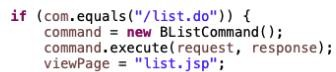 if (com.equals("/list.do")) {
    command = new BListCommand();
    command.execute(request, response);
    viewPage = "list.jsp";